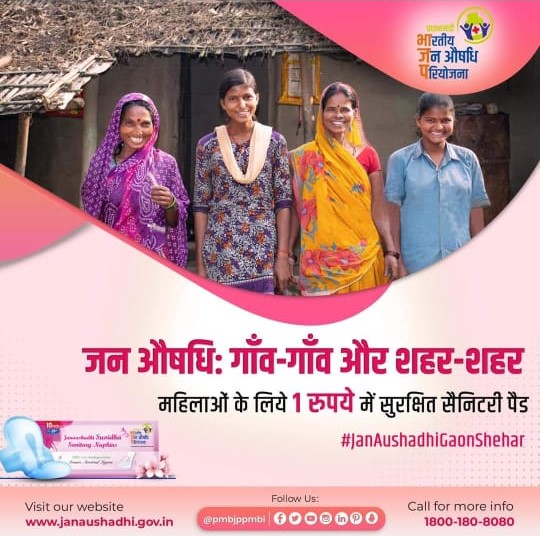 प्रधानमंत्री
भारतीय
जन औषधि
परियोजना
जन औषधि: गाँव-गाँव और शहर-शहर
महिलाओं के लिये 1 रुपये में सुरक्षित सैनिटरी पैड
#JanAushadhiGaonShehar
Janaushadhi Suvidha
Sanitary Napkins
Visit our website
www.janaushadhi.gov.in
Follow Us:
@pmbjppmbi
Call for more info
1800-180-8080